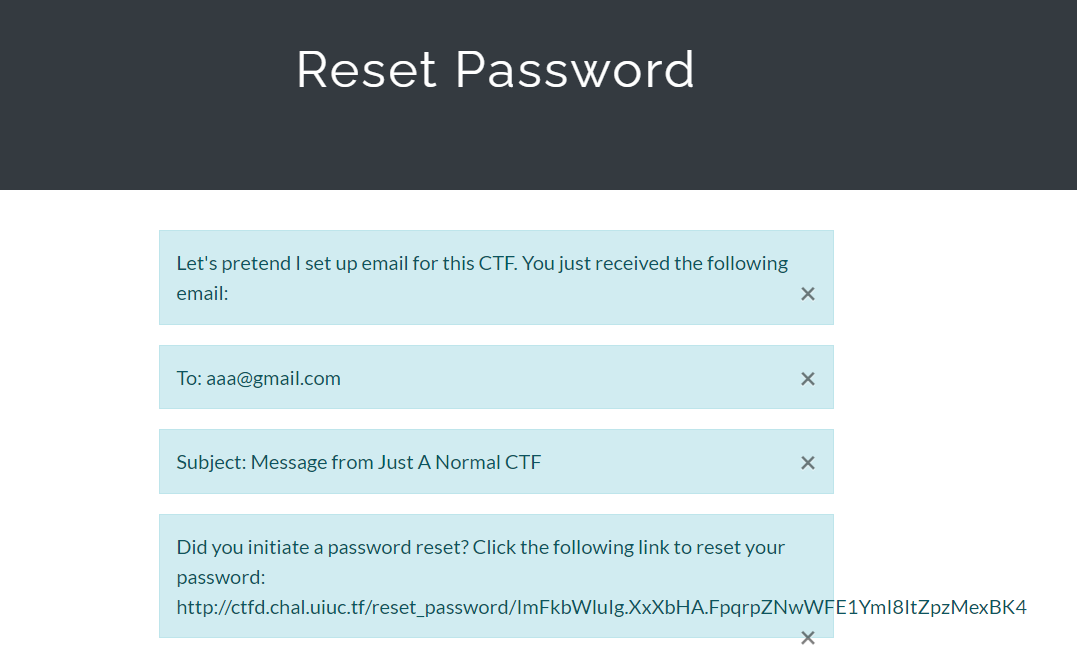 Reset Password
Let's pretend I set up email for this CTF. You just received the following
email:
To: aaa@gmail.com
Subject: Message from Just A Normal CTF
Did you initiate a password reset? Click the following link to reset your
password:
http://ctfd.chal.uiuc.tf/reset_password/ImFkbWluIg.XxXbHA.FpqrpZNwWFE1YmI8ItZpzMexBK4